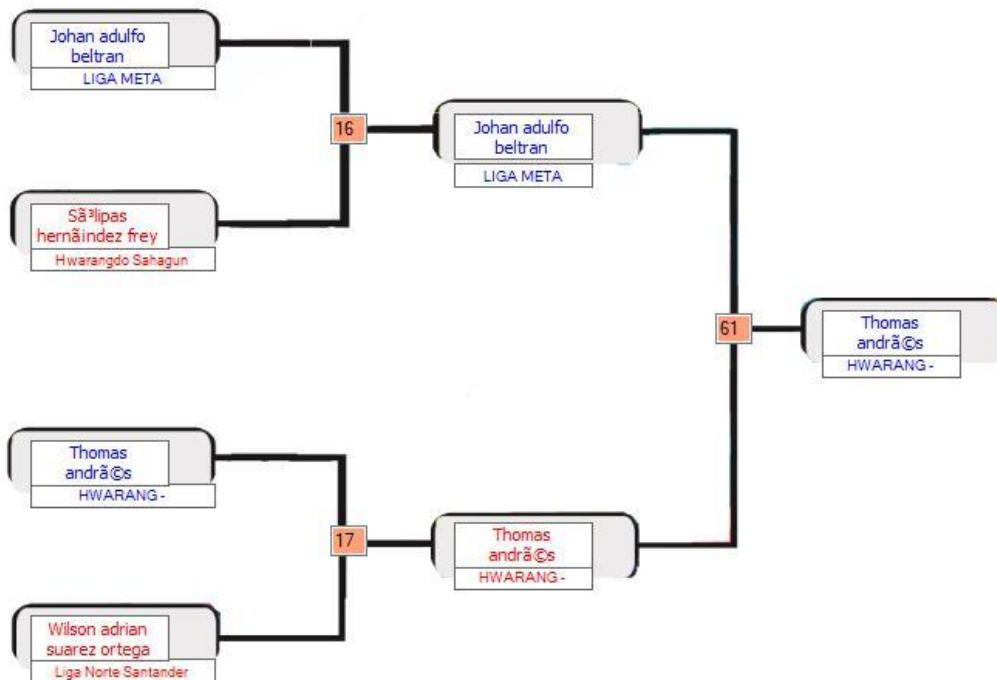 Johan adulfo
beltran
LIGA META
16
Johan adulfo
beltran
LIGA META
Sã³lipas
hernãindez frey
Hwarangdo Sahagun
61
Thomas
andrã©s
HWARANG -
Thomas
andrã©s
HWARANG -
17
Thomas
andrã©s
HWARANG -
Wilson adrian
suarez ortega
Liga Norte Santander